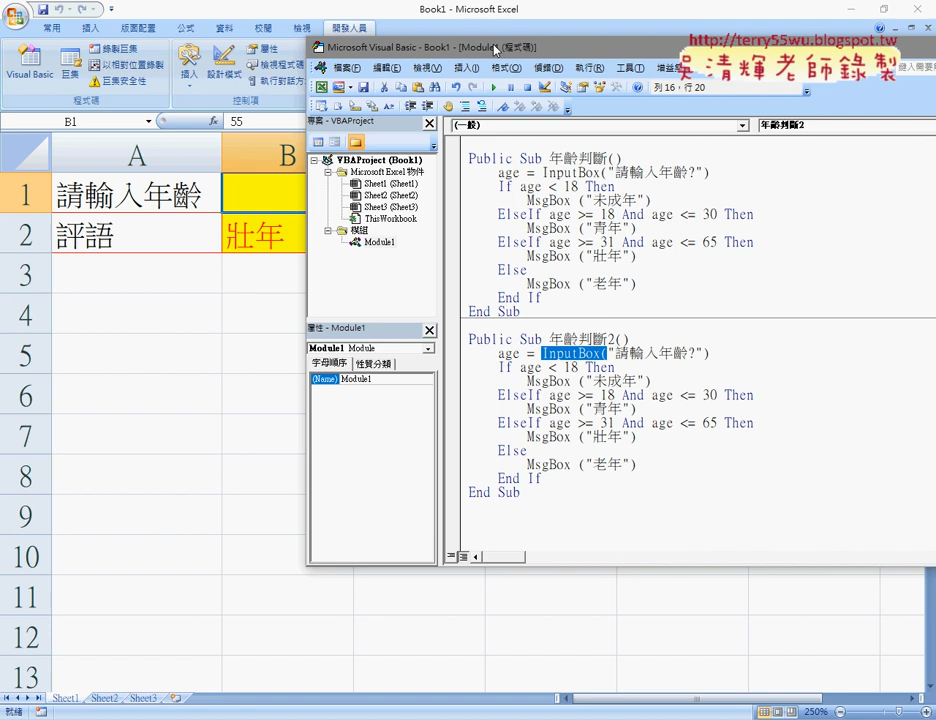 Book1 - Microsoft Excel
常用 插入 版面配置 公式 資料 校閱 檢視 開發人員
Visual Basic
巨集
錄製巨集
以相對位置錄製
巨集安全性
程式碼
插入
設計模式
屬性
檢視程式碼
執行對話方
控制項
B1
fx
55
A B
1 請輸入年齡
2 評語 壯年
3
4
5
6
7
8
9
10
11
12
13
Sheet1 Sheet2 Sheet3
就緒
250%
http://terry55wu.blogspot.tw
吳清輝老師錄製
鍵入需要解
Microsoft Visual Basic - Book1 - [Module1 (程式碼)]
檔案(F) 編輯(E) 檢視(V) 插入(I) 格式(O) 偵錯(D) 執行(R) 工具(T) 增益
列 16，行 20
專案 - VBAProject
VBAProject (Book1)
Microsoft Excel 物件
Sheet1 (Sheet1)
Sheet2 (Sheet2)
Sheet3 (Sheet3)
ThisWorkbook
模組
Module1
屬性 - Module1
Module1 Module
字母順序 性質分類
(Name) Module1
(一般)
年齡判斷2
Public Sub 年齡判斷()
age = InputBox("請輸入年齡?")
If age < 18 Then
MsgBox ("未成年")
ElseIf age >= 18 And age <= 30 Then
MsgBox ("青年")
ElseIf age >= 31 And age <= 65 Then
MsgBox ("壯年")
Else
MsgBox ("老年")
End If
End Sub
Public Sub 年齡判斷2()
age = InputBox("請輸入年齡?")
If age < 18 Then
MsgBox ("未成年")
ElseIf age >= 18 And age <= 30 Then
MsgBox ("青年")
ElseIf age >= 31 And age <= 65 Then
MsgBox ("壯年")
Else
MsgBox ("老年")
End If
End Sub